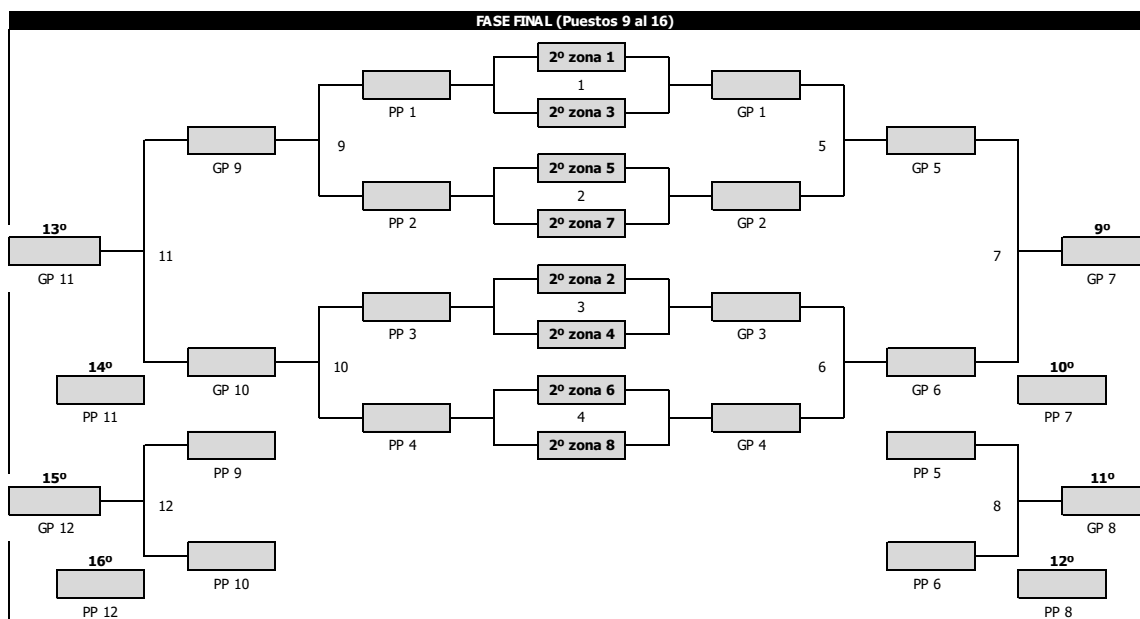 FASE FINAL (Puestos 9 al 16)
2º zona 1
1
PP 1
2º zona 3
GP 1
9
5
GP 9
GP 5
2º zona 5
2
PP 2
2º zona 7
GP 2
13º
9º
11
7
GP 11
GP 7
2º zona 2
3
PP 3
2º zona 4
GP 3
10
6
14º
GP 10
GP 6
10º
2º zona 6
PP 11
4
PP 7
PP 4
2º zona 8
GP 4
PP 9
PP 5
15º
11º
12
8
GP 12
GP 8
16º
PP 10
PP 6
12º
PP 12
PP 8